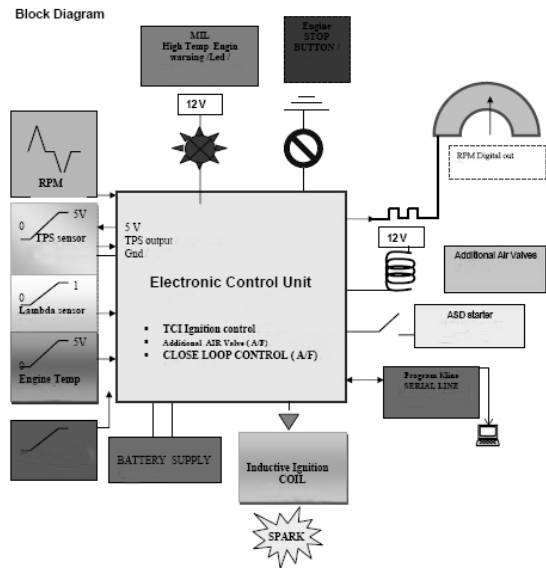 Block Diagram
MIL
High Temp Engin
warning /Led /
Engine
STOP
BUTTON /
12 V
RPM
RPM Digital out
0
5V
TPS sensor
5 V
TPS output
Gnd /
12 V
Electronic Control Unit
Additional Air Valves
0
1
Lambda sensor
ASD starter
TCI Ignition control
Additional AIR Valve ( A/F)
CLOSE LOOP CONTROL ( A/F)
0
5V
Engine Temp
Program Kline
SERIAL LINE
BATTERY SUPPLY
Inductive Ignition
COIL
SPARK